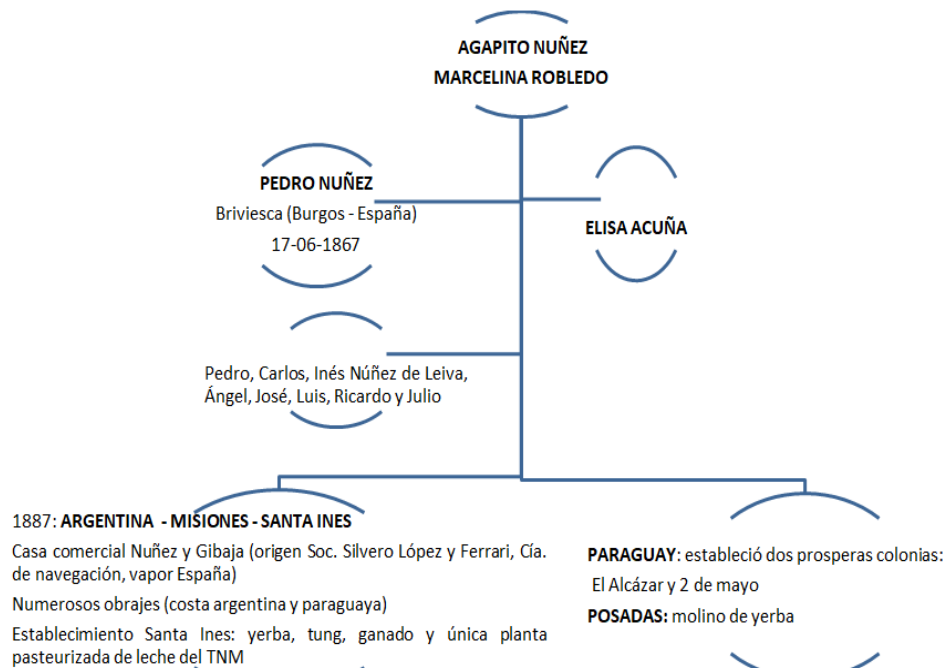 AGAPITO NUÑEZ
MARCELINA ROBLEDO
PEDRO NUÑEZ
Briviesca (Burgos - España)
17-06-1867
ELISA ACUÑA
Pedro, Carlos, Inés Núñez de Leiva,
Ángel, José, Luis, Ricardo y Julio
1887: ARGENTINA - MISIONES - SANTA INES
Casa comercial Nuñez y Gibaja (origen Soc. Silvero López y Ferrari, Cía.
de navegación, vapor España)
Numerosos obrajes (costa argentina y paraguaya)
Establecimiento Santa Ines: yerba, tung, ganado y única planta
pasteurizada de leche del TNM
PARAGUAY: estableció dos prosperas colonias:
El Alcázar y 2 de mayo
POSADAS: molino de yerba